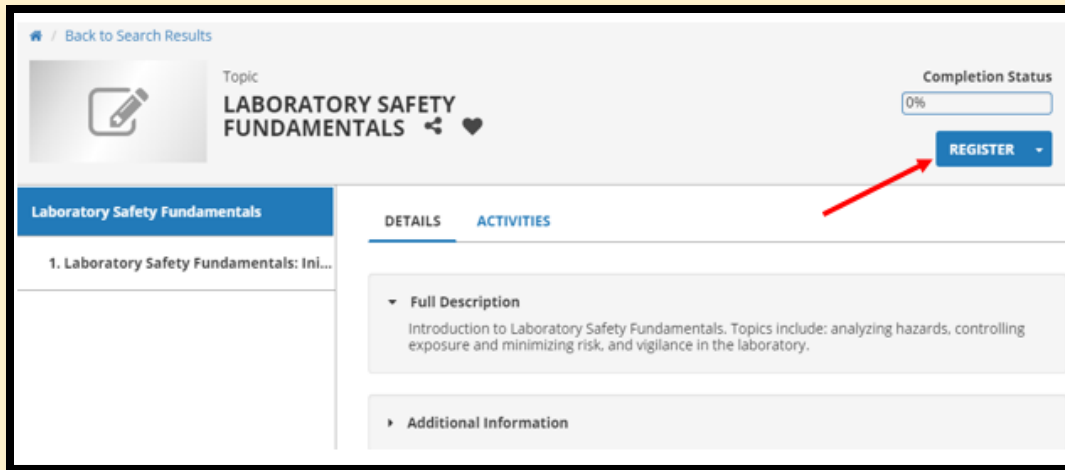 / Back to Search Results
Topic
LABORATORY SAFETY
FUNDAMENTALS
Completion Status
0%
REGISTER
Laboratory Safety Fundamentals
1. Laboratory Safety Fundamentals: Ini...
DETAILS ACTIVITIES
Full Description
Introduction to Laboratory Safety Fundamentals. Topics include: analyzing hazards, controlling
exposure and minimizing risk, and vigilance in the laboratory.
Additional Information